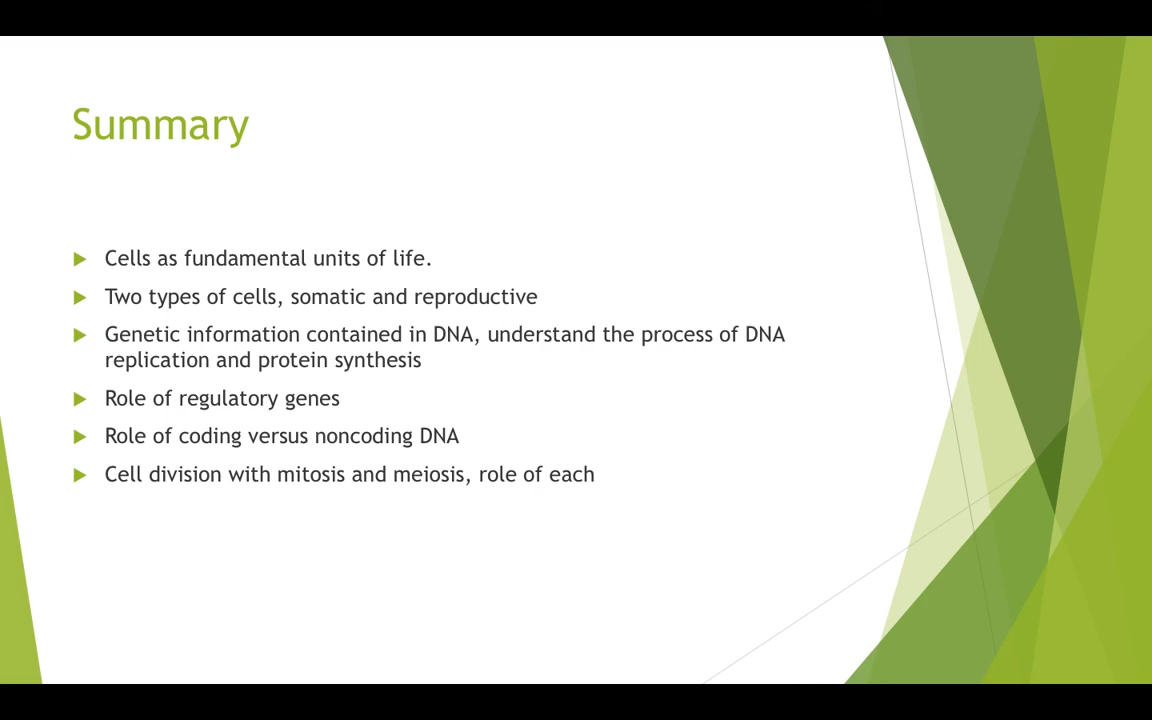 Summary
Cells as fundamental units of life.
Two types of cells, somatic and reproductive
Genetic information contained in DNA, understand the process of DNA
replication and protein synthesis
Role of regulatory genes
Role of coding versus noncoding DNA
Cell division with mitosis and meiosis, role of each